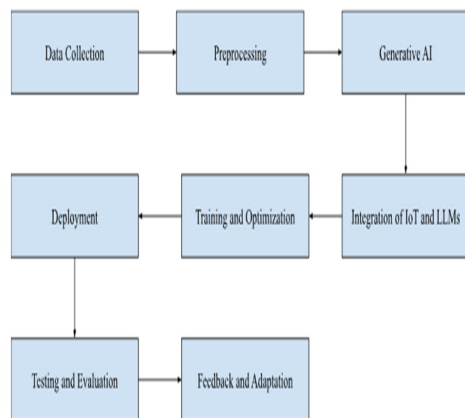 Data Collection
Preprocessing
Generative AI
Integration of IoT and LLMs
Training and Optimization
Deployment
Testing and Evaluation
Feedback and Adaptation